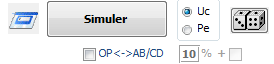 Simuler
Uc
Pe
OP<->AB/CD
10 % +